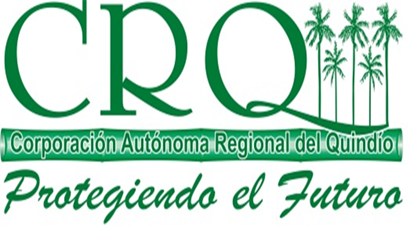 CRQ
Corporación Autónoma Regional del Quindío
Protegiendo el Futuro